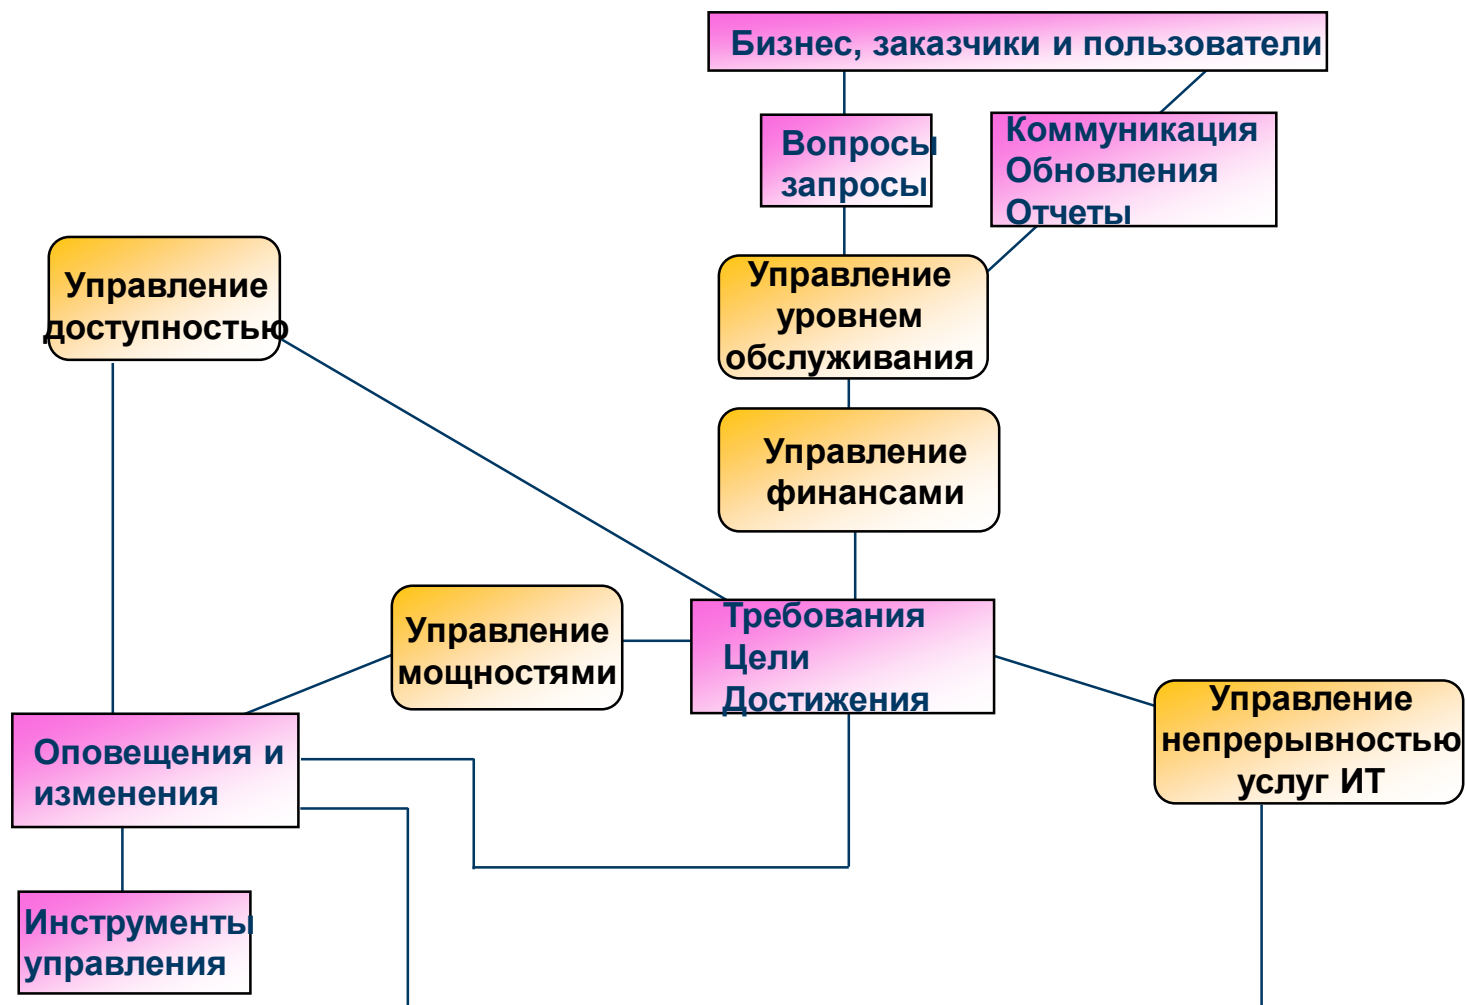 Бизнес, заказчики и пользователи
Вопросы
запросы
Коммуникация
Обновления
Отчеты
Управление
доступностью
Управление
уровнем
обслуживания
Управление
финансами
Управление
мощностями
Требования
Цели
Достижения
Управление
непрерывностью
услуг ИТ
Оповещения и
изменения
Инструменты
управления